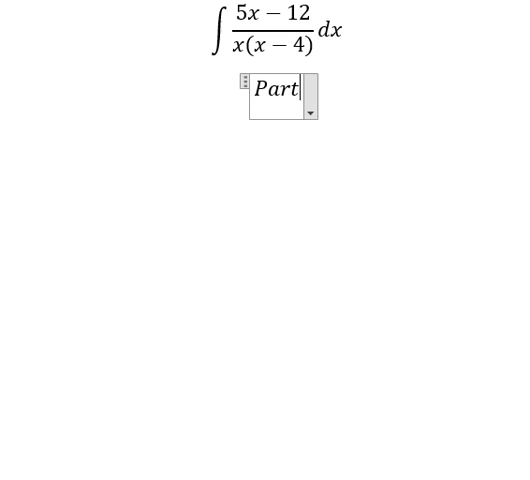 ∫ (5x − 12)/(x(x − 4)) dx
Part